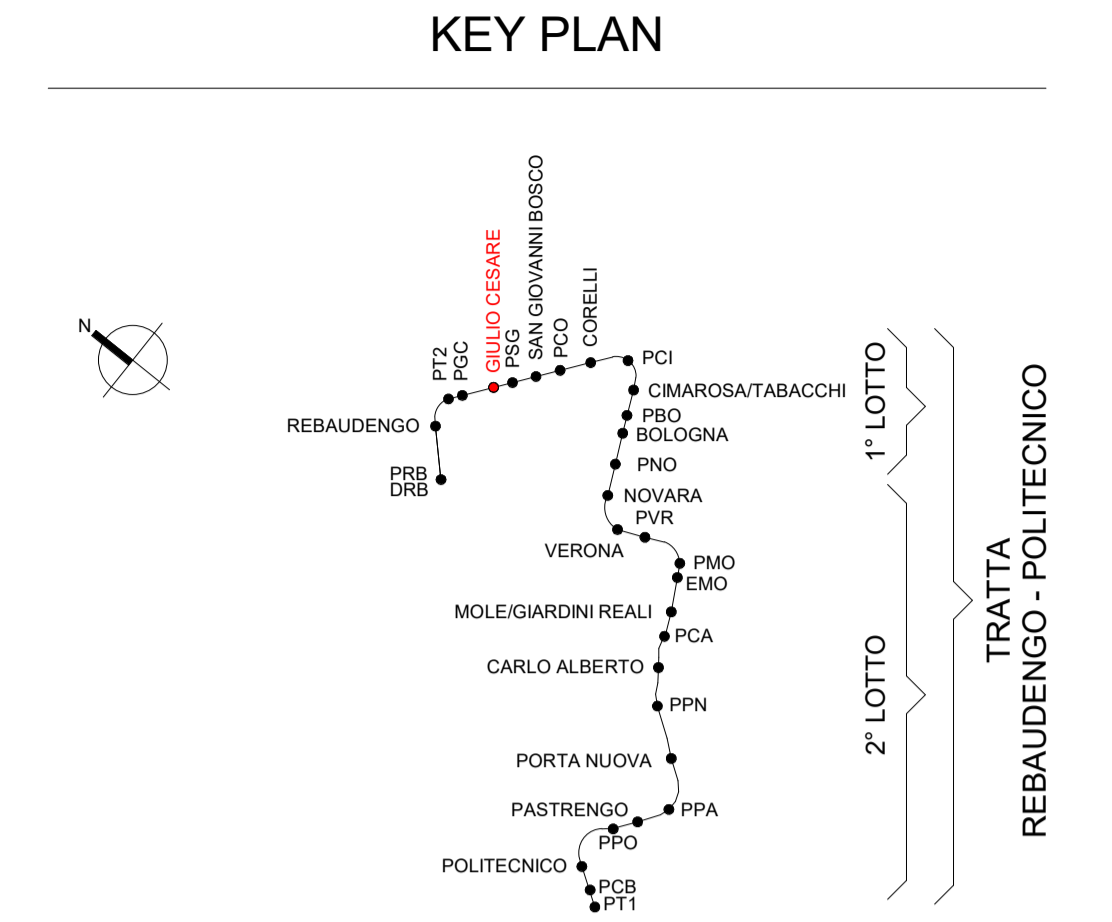 KEY PLAN
N
PT2
PGC
GIULIO CESARE
PSG
SAN GIOVANNI BOSCO
PCO
CORELLI
PCI
CIMAROSA/TABACCHI
REBAUDENGO
PBO
BOLOGNA
PRB
DRB
PNO
NOVARA
PVR
VERONA
PMO
EMO
MOLE/GIARDINI REALI
PCA
CARLO ALBERTO
PPN
PORTA NUOVA
PASTRENGO
PPA
PPO
POLITECNICO
PCB
PT1
1° LOTTO
2° LOTTO
TRATTA
REBAUDENGO - POLITECNICO